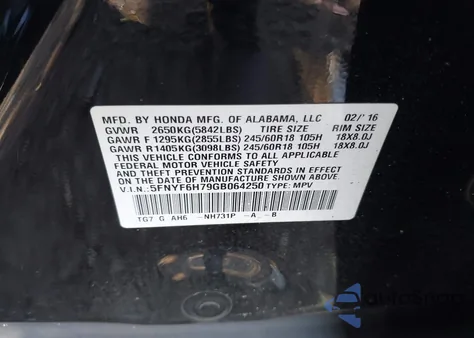 MFD. BY HONDA MFG. OF ALABAMA, LLC 02/'16
GVWR 2650KG(5842LBS) TIRE SIZE RIM SIZE
GAWR F 1295KG(2855LBS) 245/60R18 105H 18X8.0J
GAWR R1405KG(3098LBS) 245/60R18 105H 18X8.0J
THIS VEHICLE CONFORMS TO ALL APPLICABLE
FEDERAL MOTOR VEHICLE SAFETY AND
THEFT PREVENTION STANDARDS IN EFFECT ON
THE DATE OF MANUFACTURE SHOWN ABOVE.
V.I.N.:5FNYF6H79GB064250 TYPE: MPV
TG7 G AH6 -NH731P -A -B